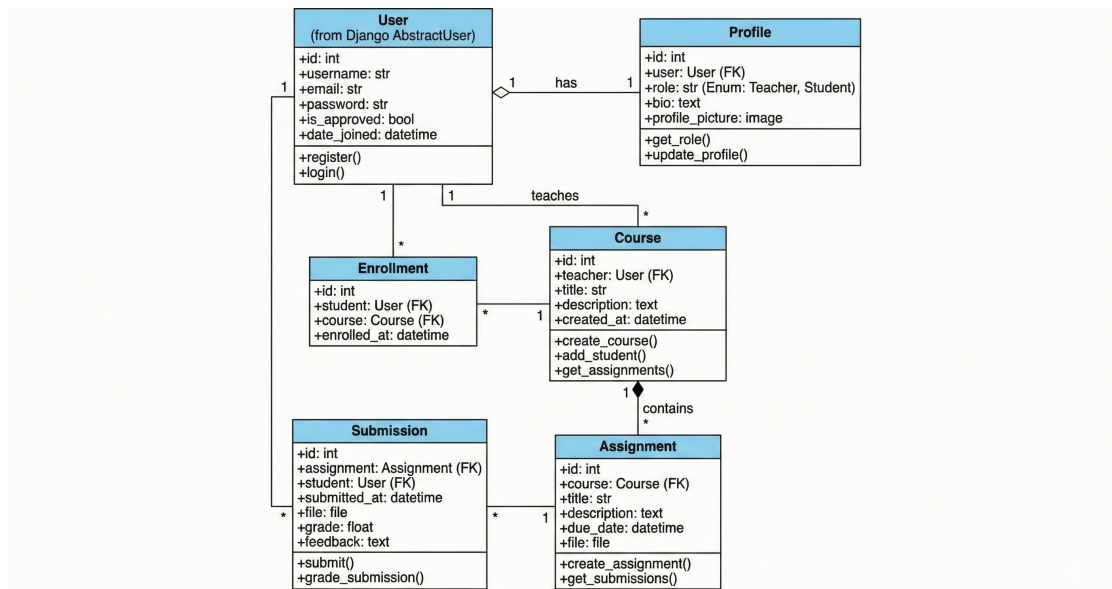 User
(from Django AbstractUser)
+id: int
+username: str
+email: str
+password: str
+is_approved: bool
+date_joined: datetime
+register()
+login()
1
has
1
Profile
+id: int
+user: User (FK)
+role: str (Enum: Teacher, Student)
+bio: text
+profile_picture: image
+get_role()
+update_profile()
1
1
1
teaches
*
*
Enrollment
+id: int
+student: User (FK)
+course: Course (FK)
+enrolled_at: datetime
*
1
Course
+id: int
+teacher: User (FK)
+title: str
+description: text
+created_at: datetime
+create_course()
+add_student()
+get_assignments()
1
contains
*
Submission
+id: int
+assignment: Assignment (FK)
+student: User (FK)
+submitted_at: datetime
+file: file
+grade: float
+feedback: text
+submit()
+grade_submission()
*
*
1
Assignment
+id: int
+course: Course (FK)
+title: str
+description: text
+due_date: datetime
+file: file
+create_assignment()
+get_submissions()